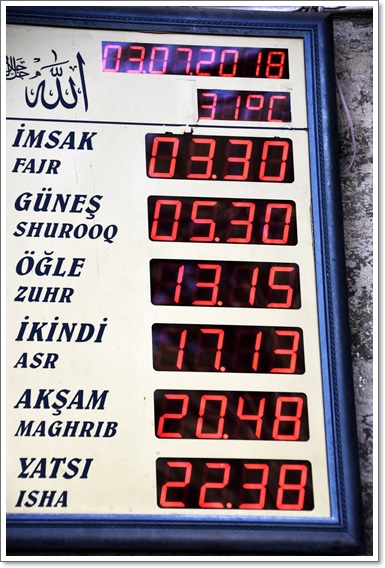 03.07.2018
الله جل جلاله
31°C
İMSAK 03.30
FAJR
GÜNEŞ 05.30
SHUROOQ
ÖĞLE 13.15
ZUHR
İKİNDİ 17.13
ASR
AKŞAM 20.48
MAGHRIB
YATSI 22.38
ISHA